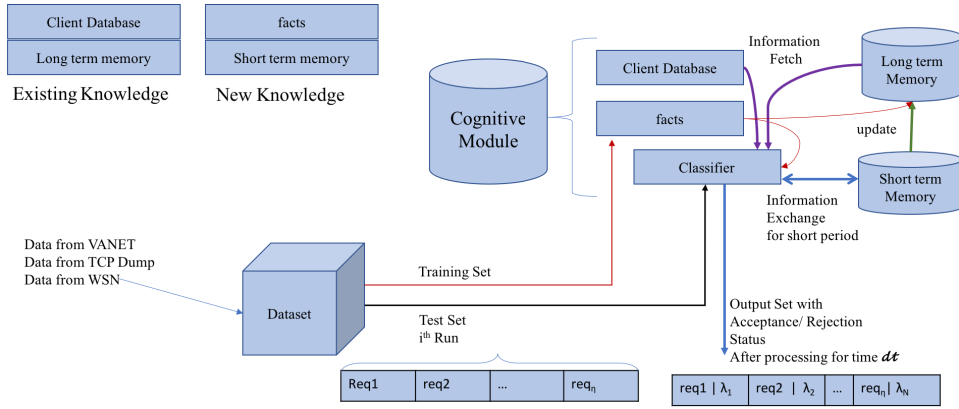 Client Database
Long term memory
Existing Knowledge
facts
Short term memory
New Knowledge
Cognitive
Module
Client Database
facts
Classifier
Information
Fetch
Long term
Memory
update
Short term
Memory
Information
Exchange
for short period
Data from VANET
Data from TCP Dump
Data from WSN
Dataset
Training Set
Test Set
iᵗʰ Run
Output Set with
Acceptance/ Rejection
Status
After processing for time dt
Req1 req2 ... req_η
req1 | λ₁ req2 | λ₂ ... req_η | λ_N